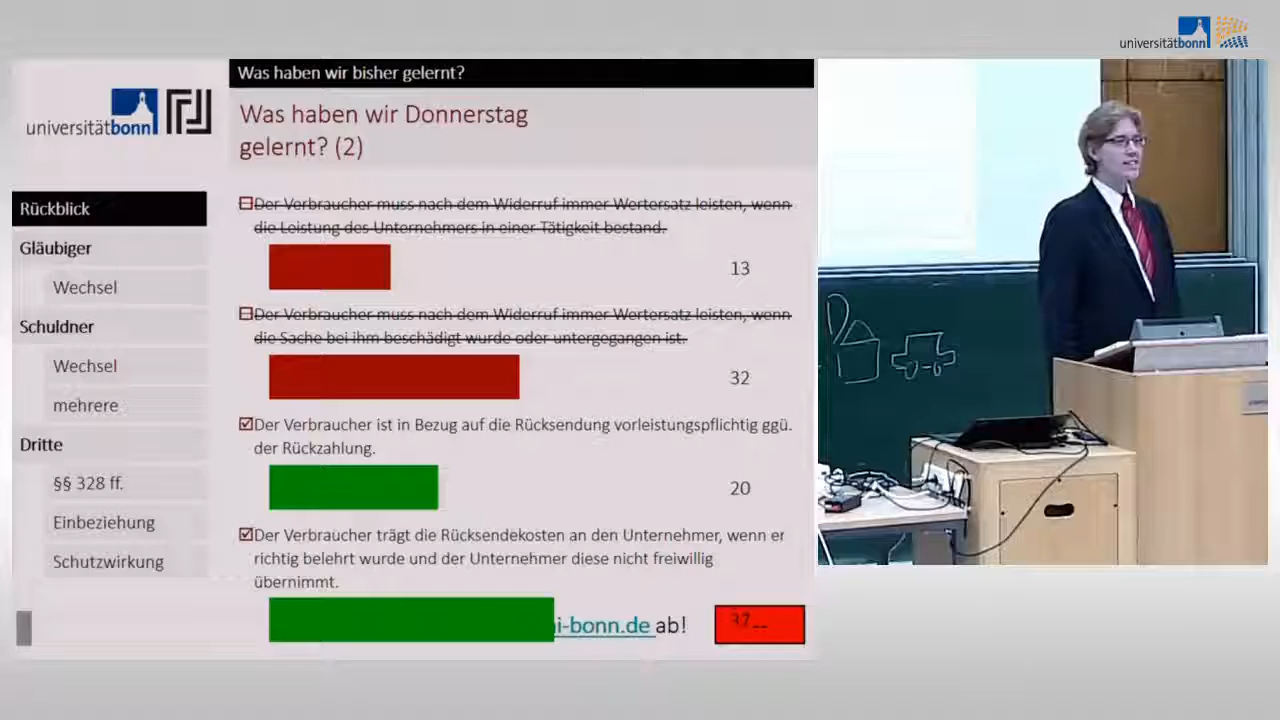 universitätbonn
Was haben wir bisher gelernt?
universitätbonn
Was haben wir Donnerstag
gelernt? (2)
Rückblick
Gläubiger
Wechsel
Schuldner
Wechsel
mehrere
Dritte
§§ 328 ff.
Einbeziehung
Schutzwirkung
Der Verbraucher muss nach dem Widerruf immer Wertersatz leisten, wenn
die Leistung des Unternehmers in einer Tätigkeit bestand.
13
Der Verbraucher muss nach dem Widerruf immer Wertersatz leisten, wenn
die Sache bei ihm beschädigt wurde oder untergegangen ist.
32
Der Verbraucher ist in Bezug auf die Rücksendung vorleistungspflichtig ggü.
der Rückzahlung.
20
Der Verbraucher trägt die Rücksendekosten an den Unternehmer, wenn er
richtig belehrt wurde und der Unternehmer diese nicht freiwillig
übernimmt.
i-bonn.de ab!